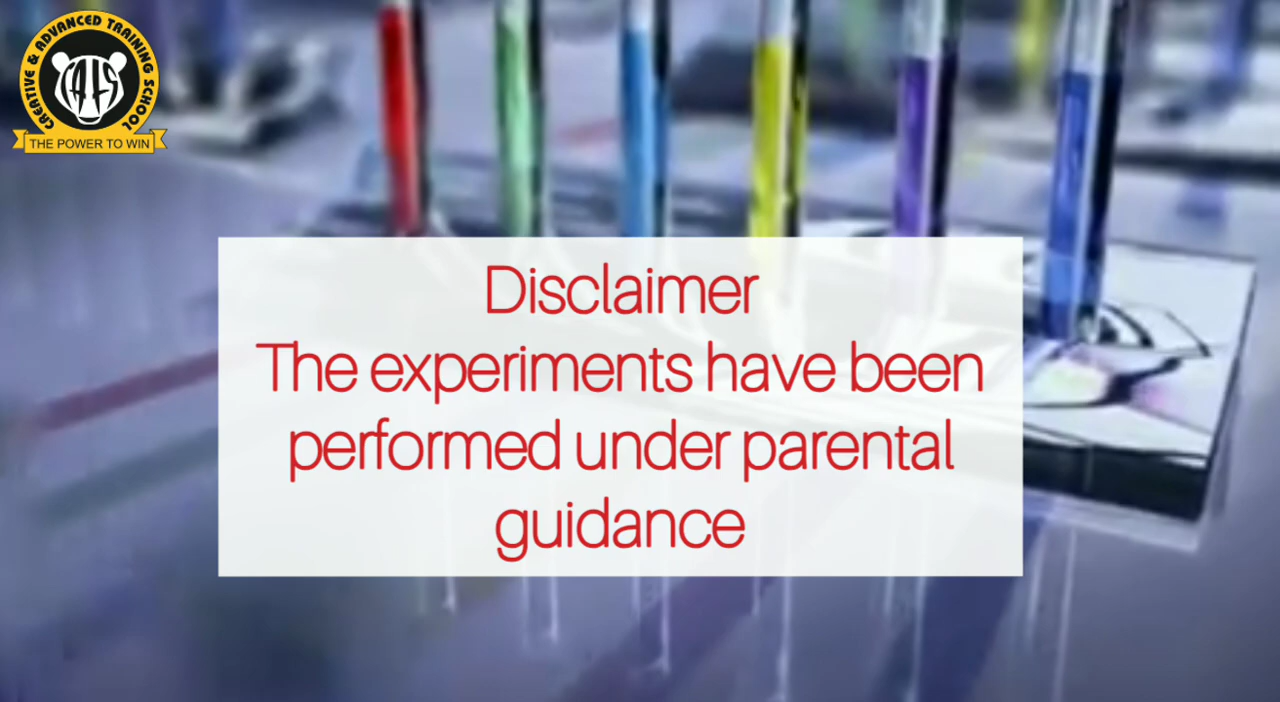 CREATIVE & ADVANCED TRAINING SCHOOL
CATS
THE POWER TO WIN
Disclaimer
The experiments have been
performed under parental
guidance